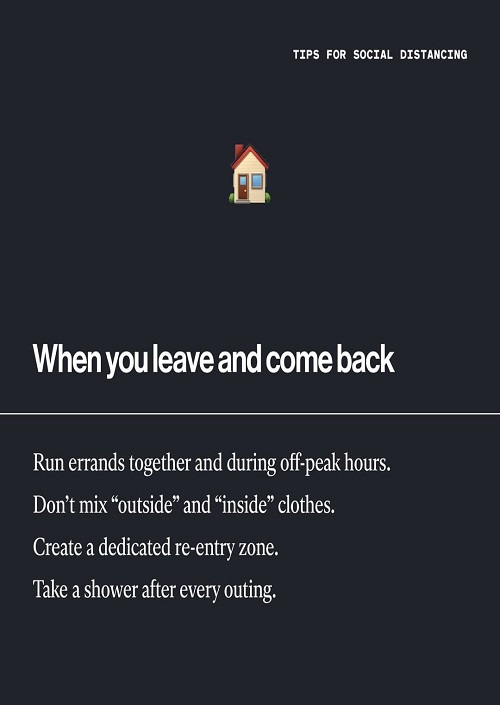 TIPS FOR SOCIAL DISTANCING
When you leave and come back
Run errands together and during off-peak hours.
Don’t mix “outside” and “inside” clothes.
Create a dedicated re-entry zone.
Take a shower after every outing.